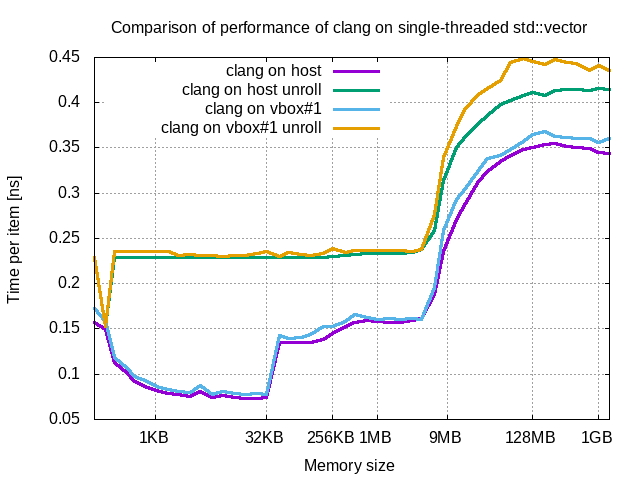 Comparison of performance of clang on single-threaded std::vector
0.45
0.4
0.35
0.3
0.25
0.2
0.15
0.1
0.05
Time per item [ns]
clang on host
clang on host unroll
clang on vbox#1
clang on vbox#1 unroll
1KB 32KB 256KB 1MB 9MB 128MB 1GB
Memory size